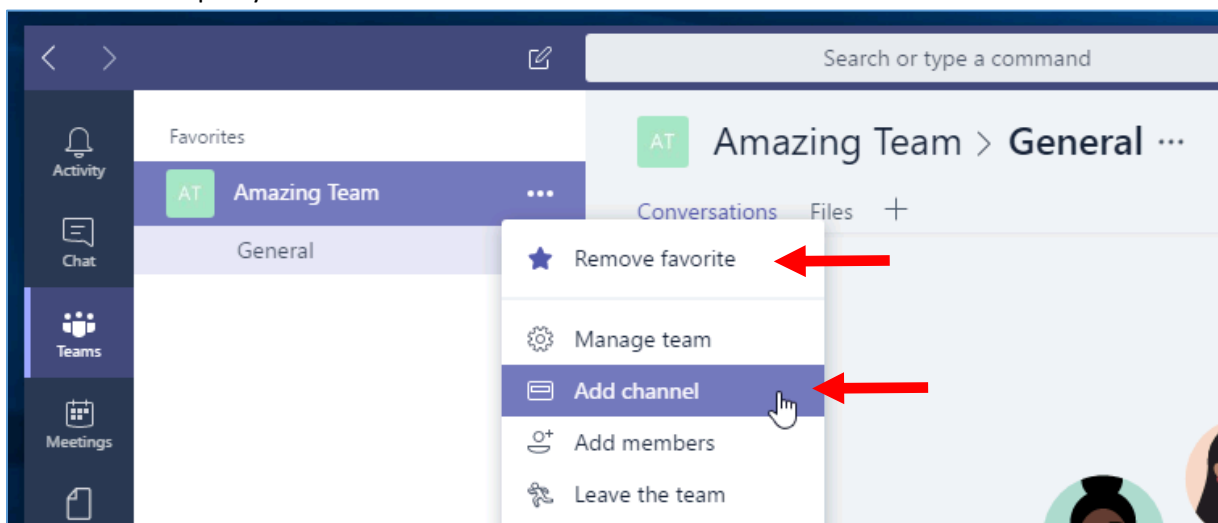 Search or type a command
Activity
Chat
Teams
Meetings
Favorites
AT Amazing Team •••
General
AT Amazing Team > General ···
Conversations Files +
Remove favorite
Manage team
Add channel
Add members
Leave the team